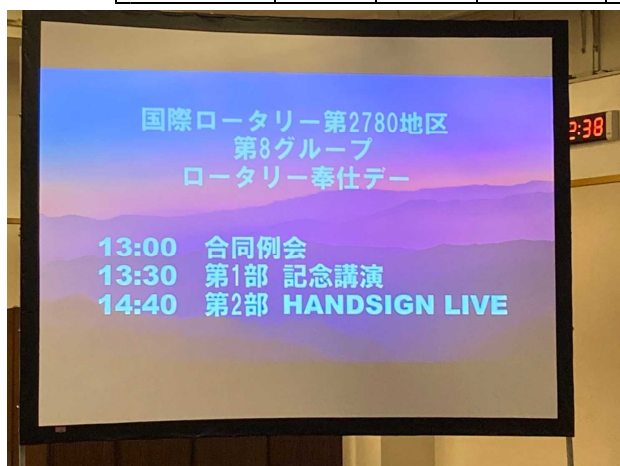 国際ロータリー第2780地区
第8グループ
ロータリー奉仕デー
13:00 合同例会
13:30 第1部 記念講演
14:40 第2部 HANDSIGN LIVE
2:38